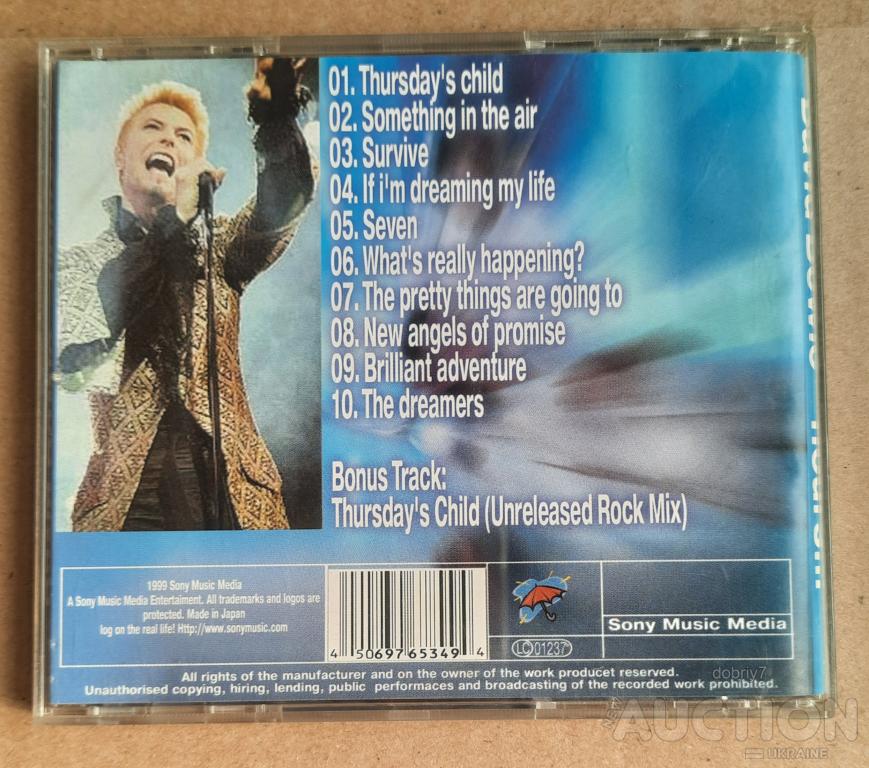 01. Thursday's child
02. Something in the air
03. Survive
04. If i'm dreaming my life
05. Seven
06. What's really happening?
07. The pretty things are going to
08. New angels of promise
09. Brilliant adventure
10. The dreamers
Bonus Track:
Thursday's Child (Unreleased Rock Mix)
1999 Sony Music Media
A Sony Music Media Entertaiment. All trademarks and logos are
protected. Made in Japan
log on the real life! Http://www.sonymusic.com
4 50697 65349 4
LC 01237
Sony Music Media
All rights of the manufacturer and on the owner of the work producet reserved.
Unauthorised copying, hiring, lending, public performaces and broadcasting of the recorded work prohibited.
dobriy7
AUCTION
UKRAINE